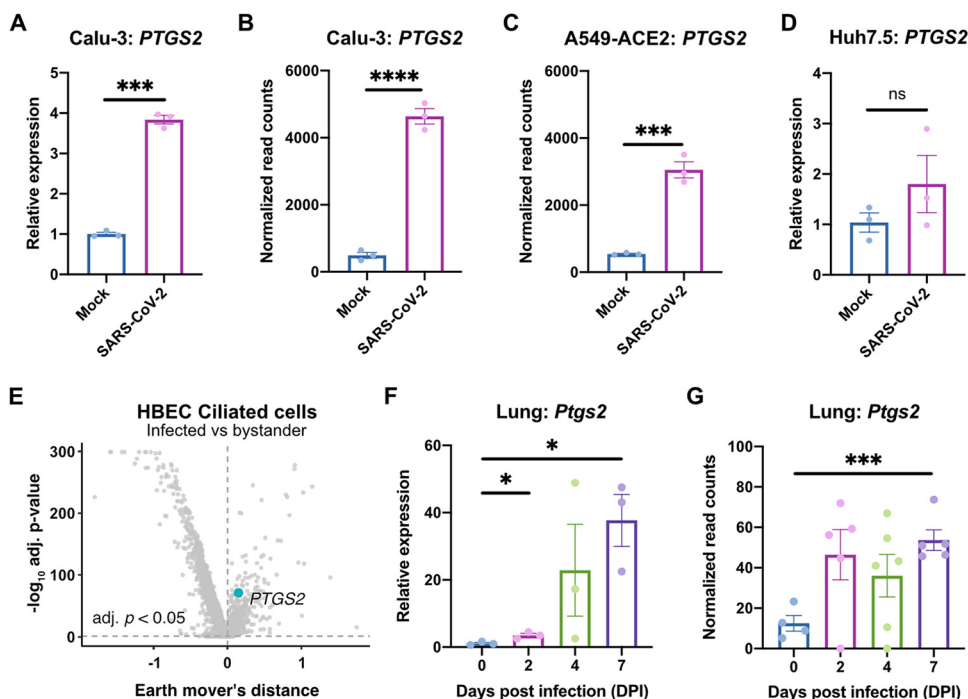 A
Calu-3: PTGS2
Relative expression
5
4
3
2
1
0
***
Mock
SARS-CoV-2
B
Calu-3: PTGS2
Normalized read counts
6000
4000
2000
0
****
Mock
SARS-CoV-2
C
A549-ACE2: PTGS2
Normalized read counts
6000
4000
2000
0
***
Mock
SARS-CoV-2
D
Huh7.5: PTGS2
Relative expression
4
3
2
1
0
ns
Mock
SARS-CoV-2
E
HBEC Ciliated cells
Infected vs bystander
-log10 adj. p-value
300
200
100
0
PTGS2
adj. p < 0.05
-1 0 1
Earth mover's distance
F
Lung: Ptgs2
Relative expression
60
40
20
0
*
*
0 2 4 7
Days post infection (DPI)
G
Lung: Ptgs2
Normalized read counts
100
80
60
40
20
0
***
0 2 4 7
Days post infection (DPI)